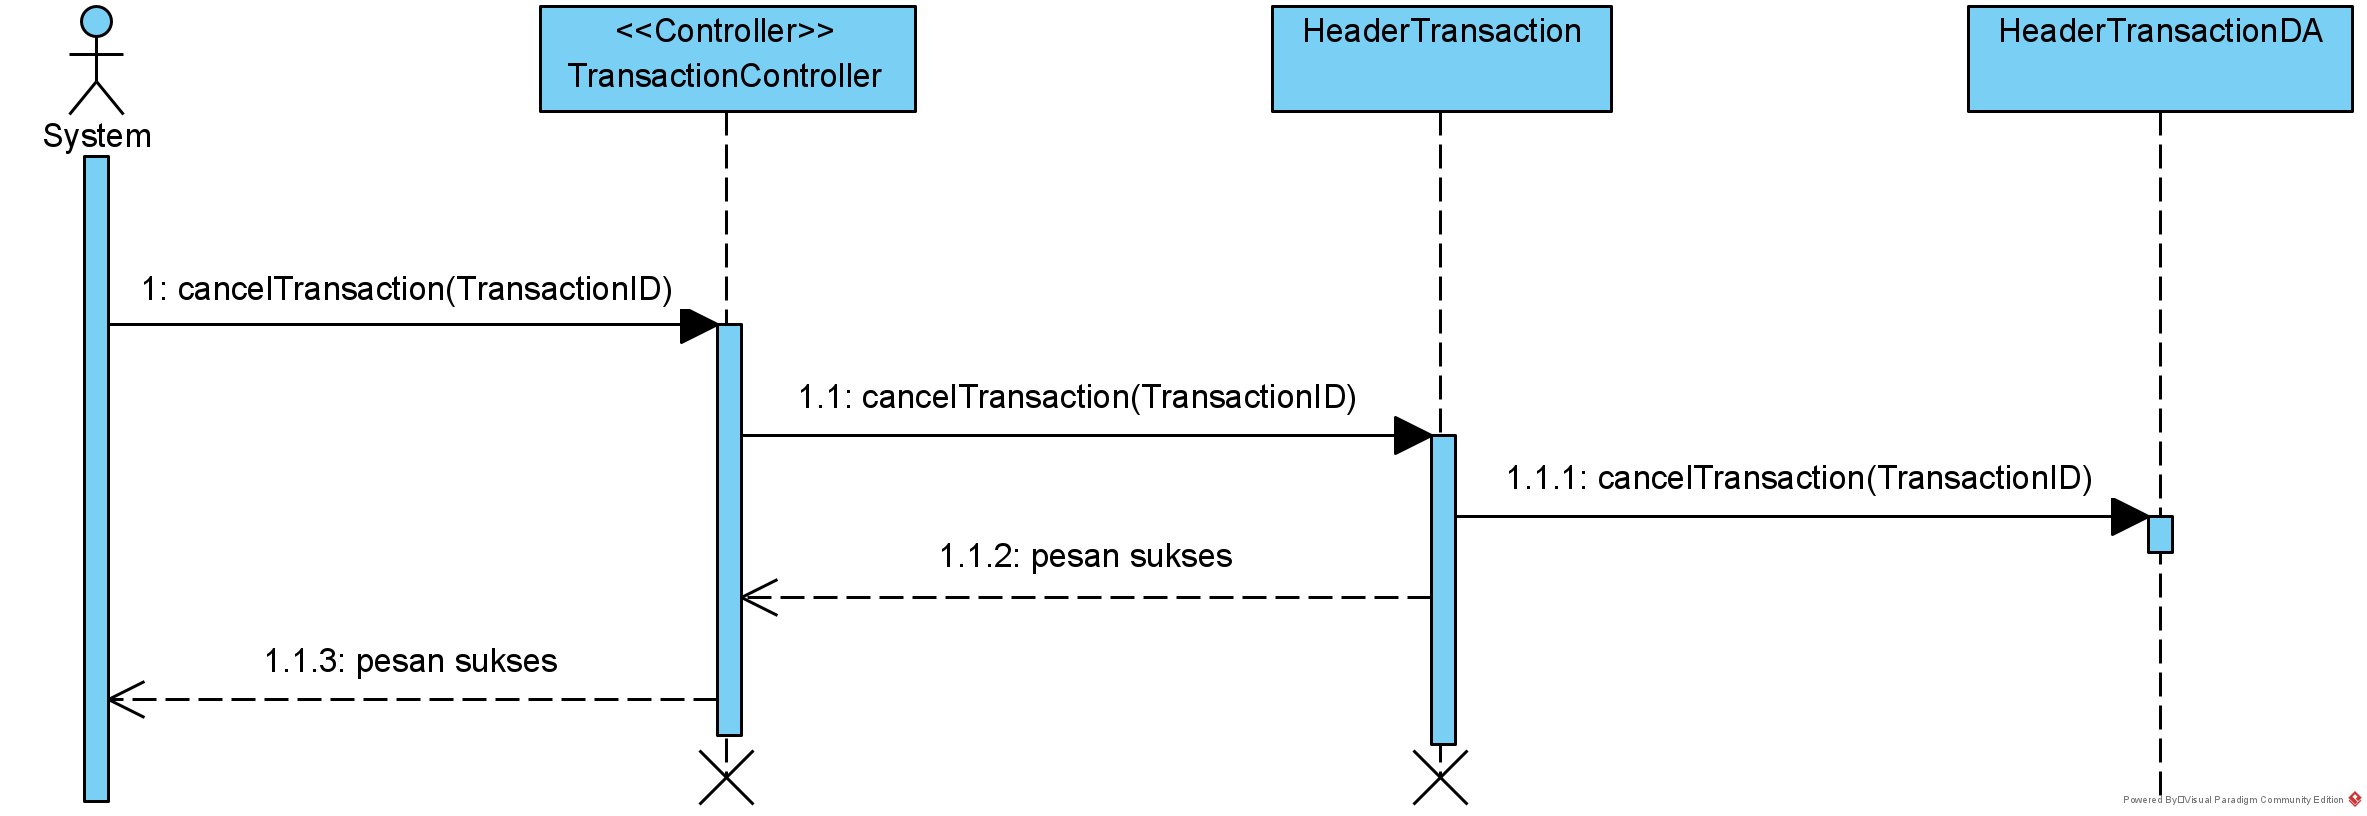 System
<<Controller>>
TransactionController
HeaderTransaction
HeaderTransactionDA
1: cancelTransaction(TransactionID)
1.1: cancelTransaction(TransactionID)
1.1.1: cancelTransaction(TransactionID)
1.1.2: pesan sukses
1.1.3: pesan sukses
Powered By□Visual Paradigm Community Edition